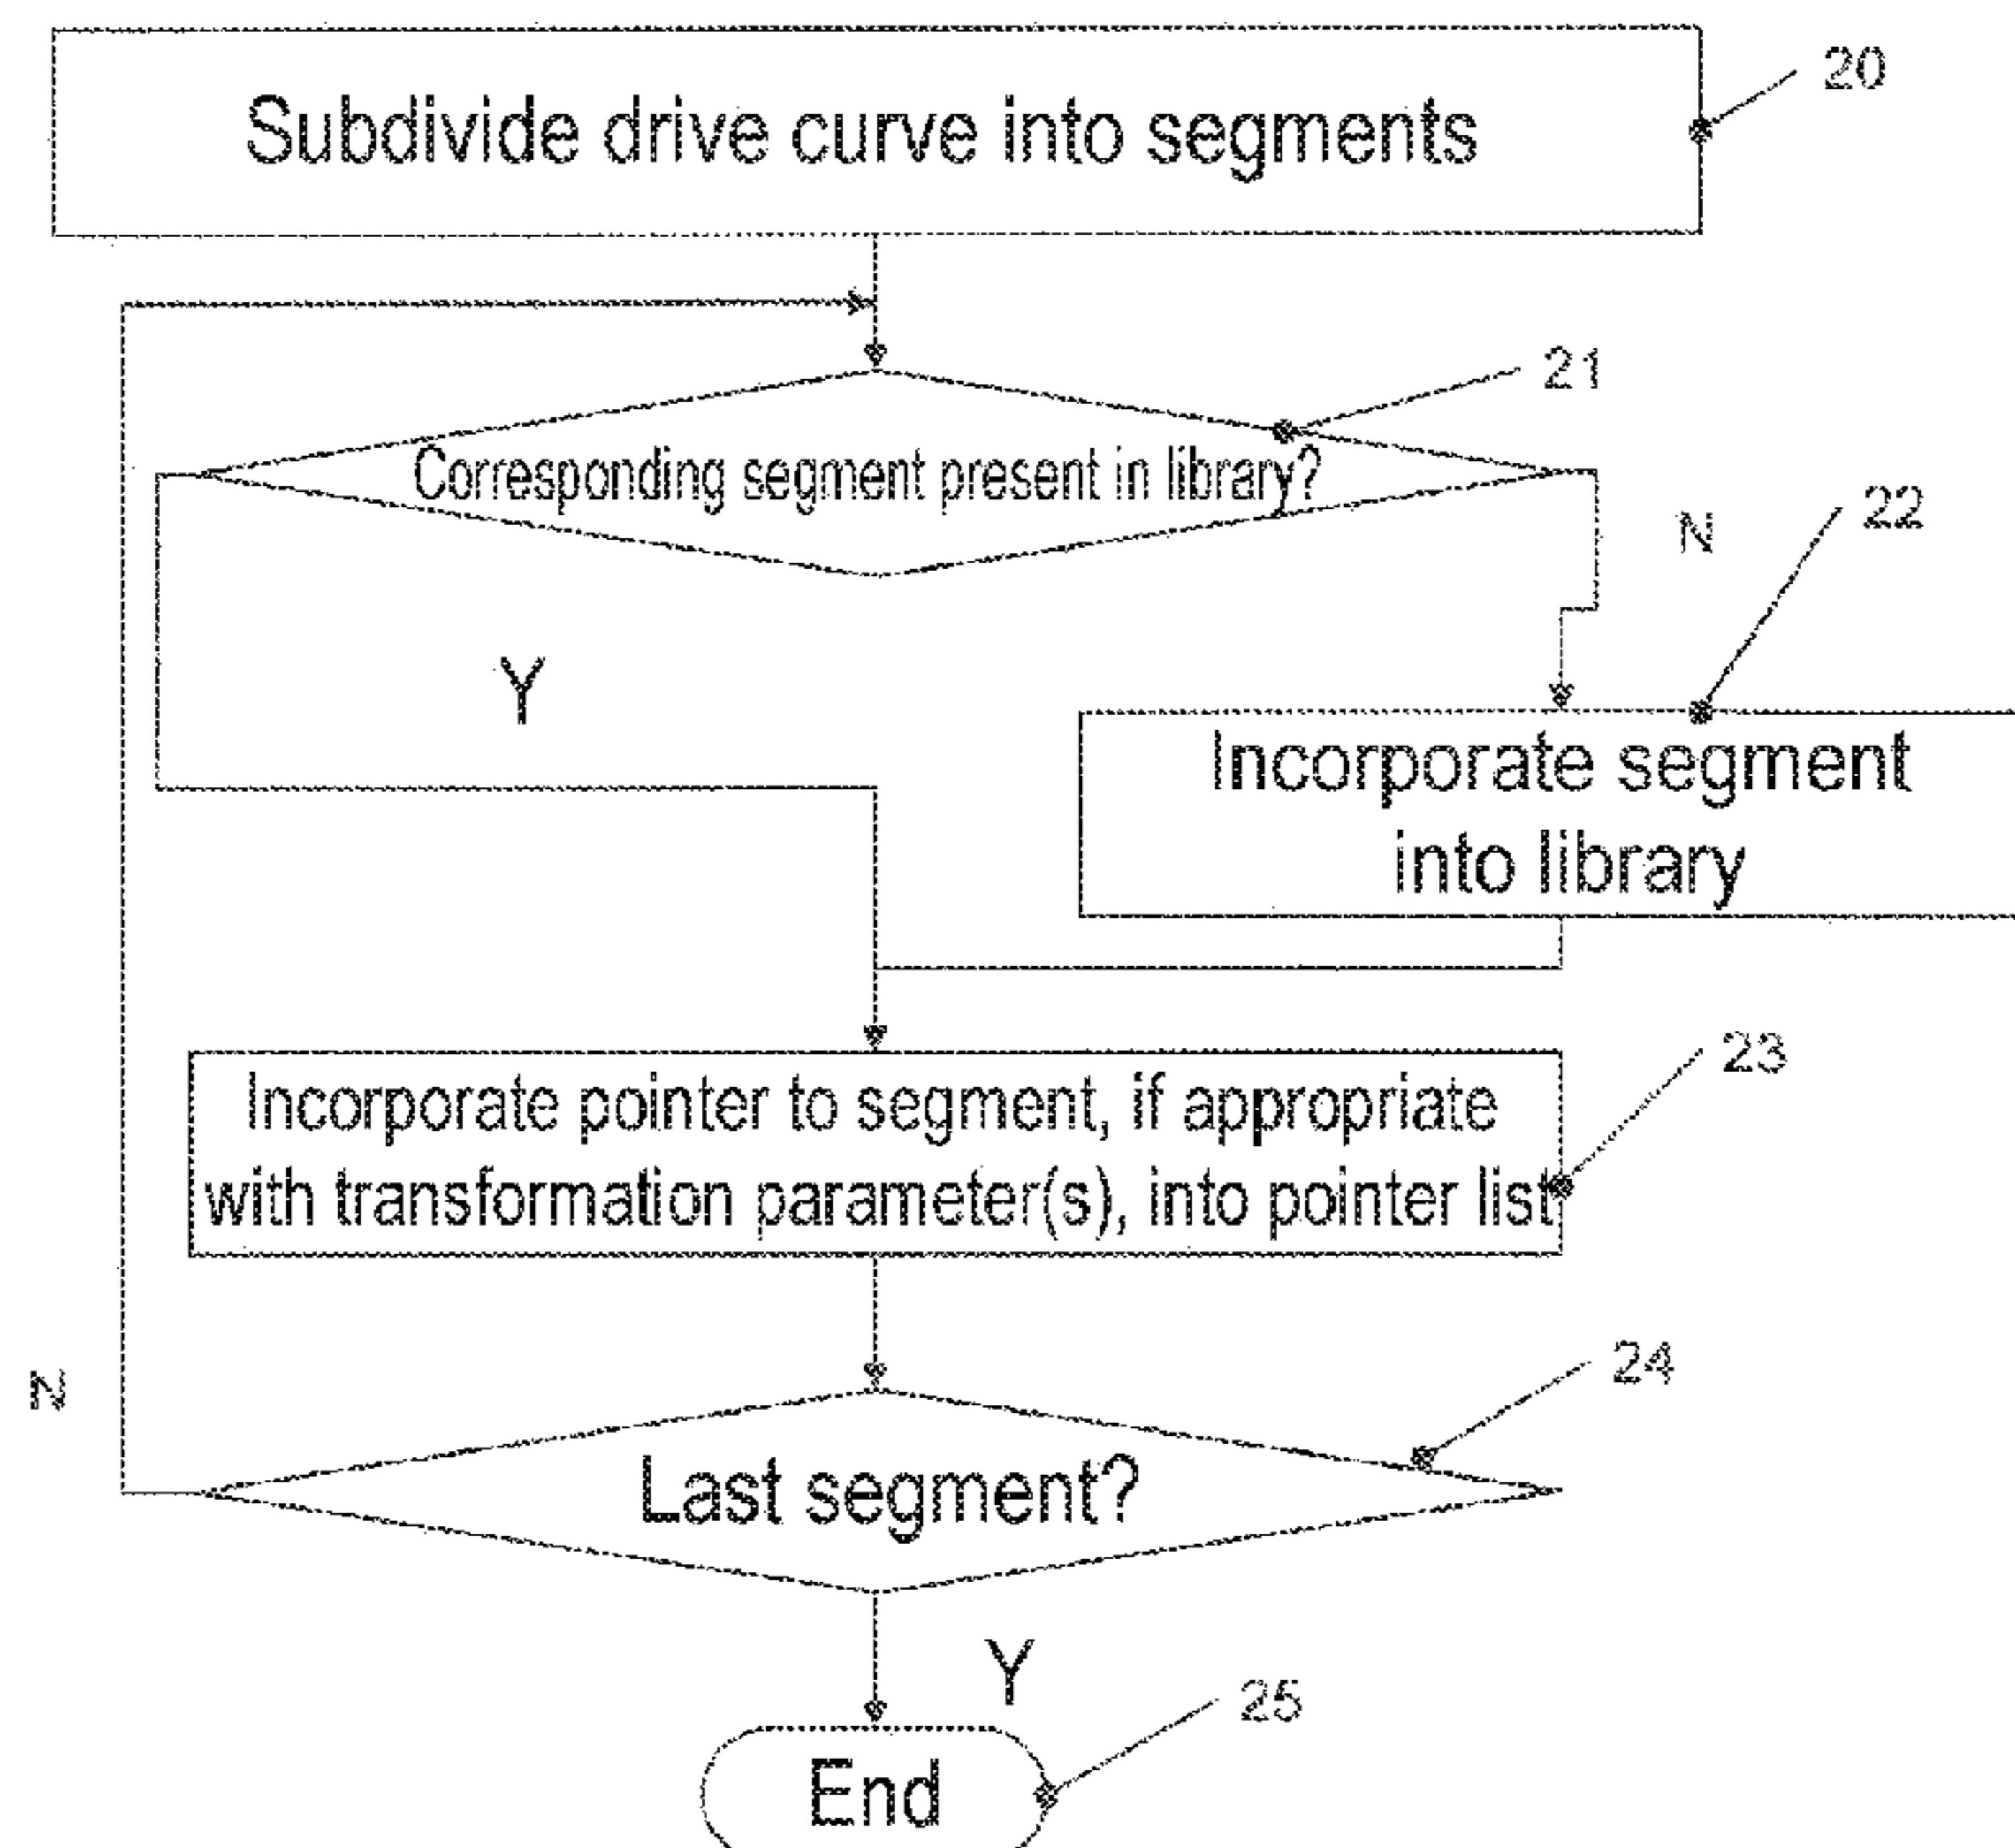 Subdivide drive curve into segments
20
21
Corresponding segment present in library?
N
22
Y
Incorporate segment
into library
23
Incorporate pointer to segment, if appropriate
with transformation parameter(s), into pointer list
24
N
Last segment?
Y
25
End